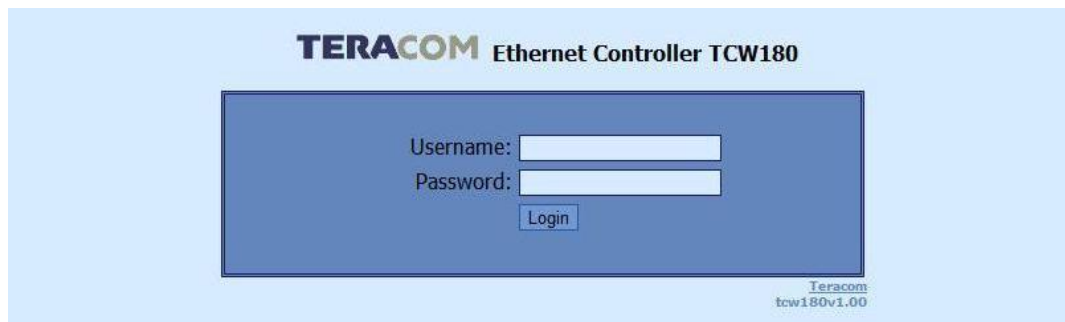 TERACOM Ethernet Controller TCW180
Username:
Password:
Login
Teracom
tcw180v1.00